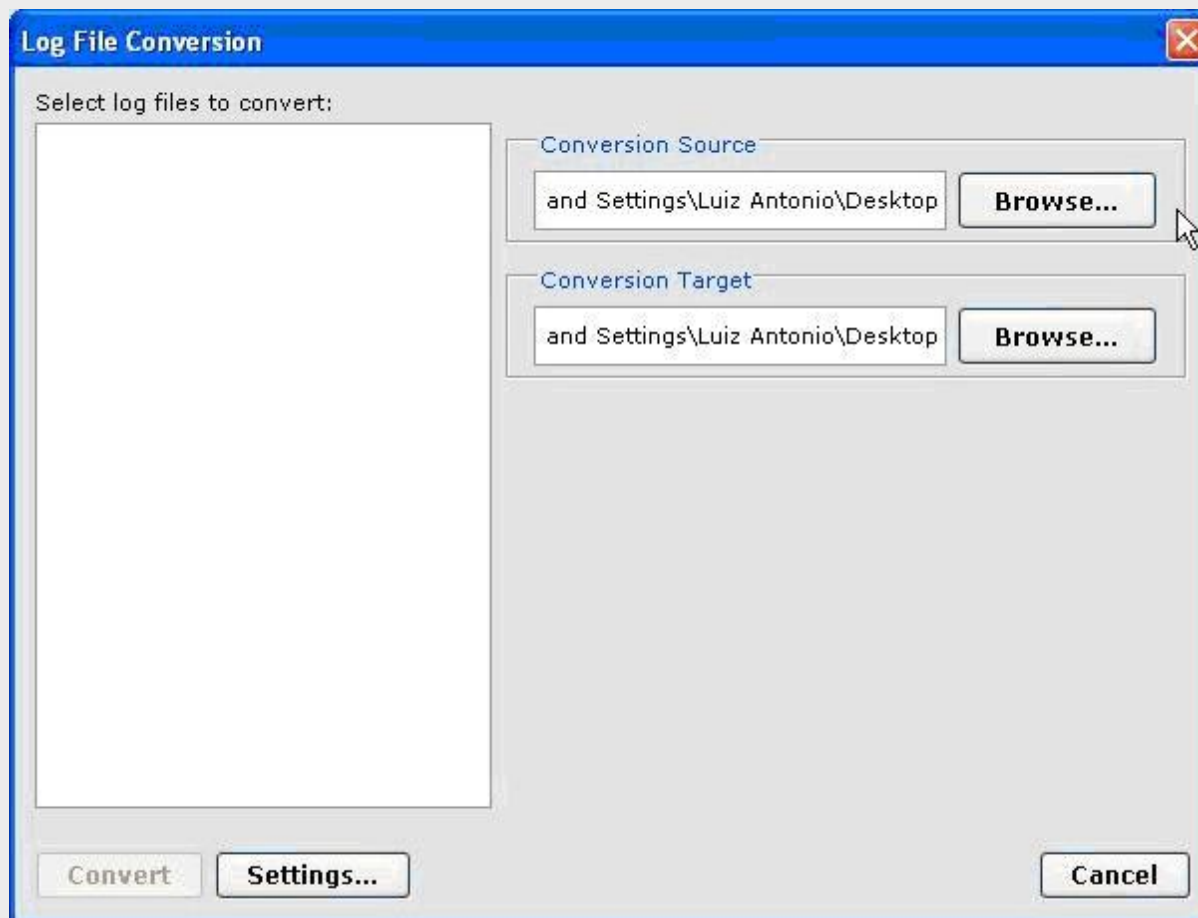 Log File Conversion
Select log files to convert:
Conversion Source
and Settings\Luiz Antonio\Desktop
Browse...
Conversion Target
and Settings\Luiz Antonio\Desktop
Browse...
Convert
Settings...
Cancel